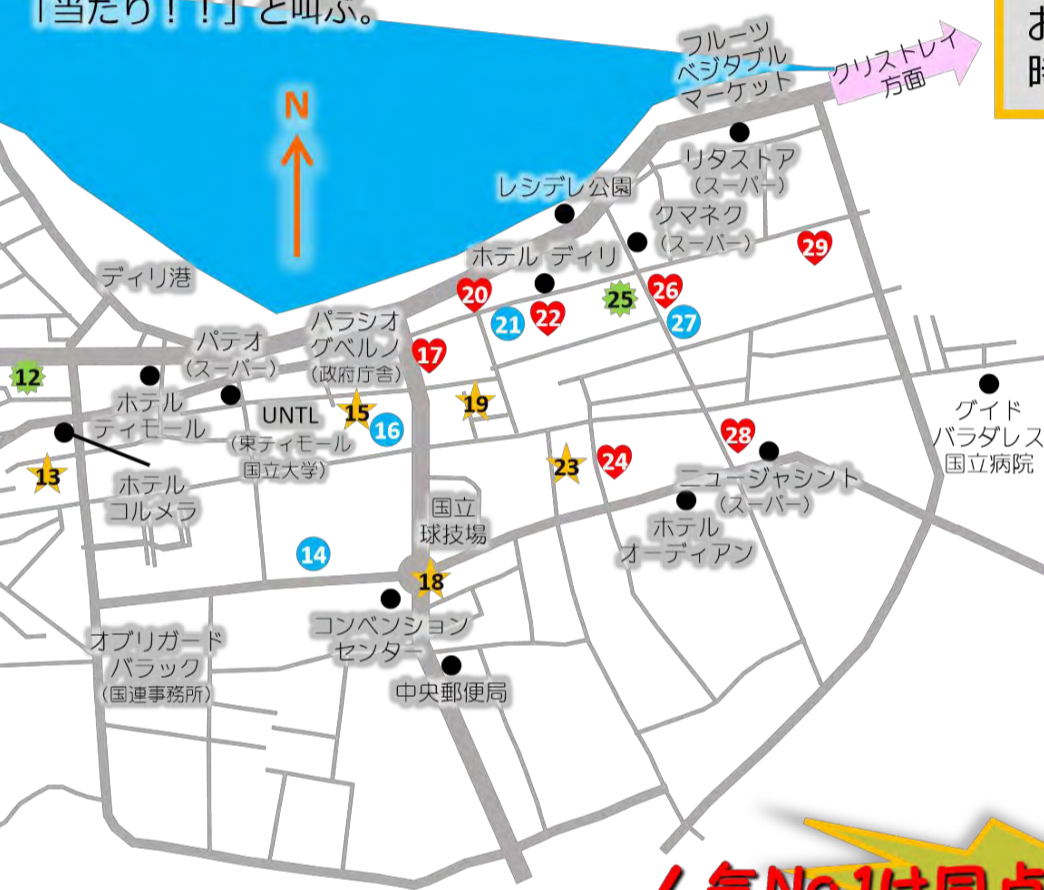 「当たり！！」と叫ぶ。
お
時
フルーツ
ベジタブル
マーケット
クリストレイ
方面
N
リタストア
（スーパー）
レシデレ公園
クマネク
（スーパー）
29
ホテル ディリ
ディリ港
20
21
22
25
26
27
パラシオ
グベルノ
（政府庁舎）
17
パテオ
（スーパー）
12
ホテル
ティモール
UNTL
（東ティモール
国立大学）
15
16
19
グイド
バラダレス
国立病院
13
ホテル
コルメラ
23
24
28
ニュージャシント
（スーパー）
国立
球技場
ホテル
オーディアン
14
18
コンベンション
センター
オブリガード
バラック
（国連事務所）
中央郵便局
人気No.1は同点